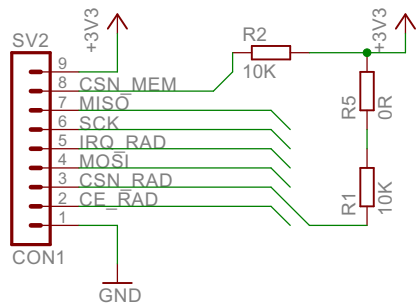 +3V3
+3V3
SV2
R2
10K
9
8 CSN_MEM
7 MISO
6 SCK
5 IRQ_RAD
4 MOSI
3 CSN_RAD
2 CE_RAD
1
R5
0R
R1
10K
CON1
GND